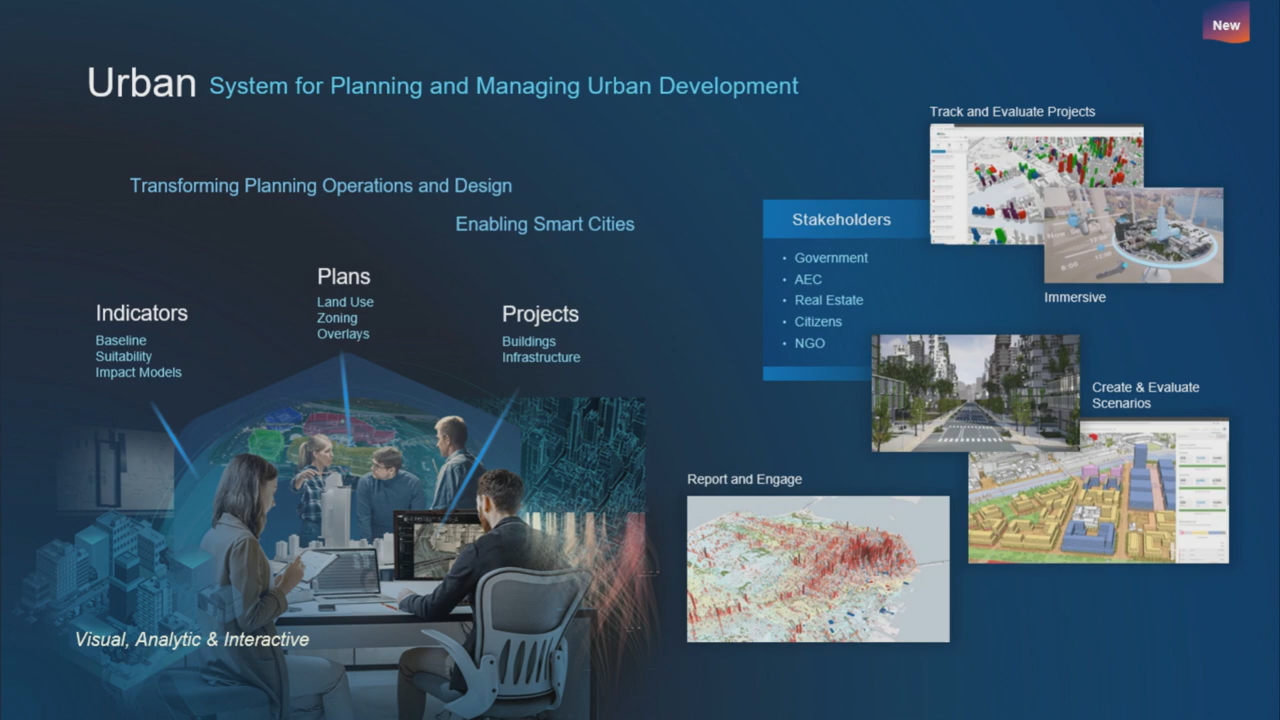 New
Urban System for Planning and Managing Urban Development
Transforming Planning Operations and Design
Enabling Smart Cities
Indicators
Baseline
Suitability
Impact Models
Plans
Land Use
Zoning
Overlays
Projects
Buildings
Infrastructure
Visual, Analytic & Interactive
Stakeholders
• Government
• AEC
• Real Estate
• Citizens
• NGO
Track and Evaluate Projects
Immersive
Create & Evaluate
Scenarios
Report and Engage